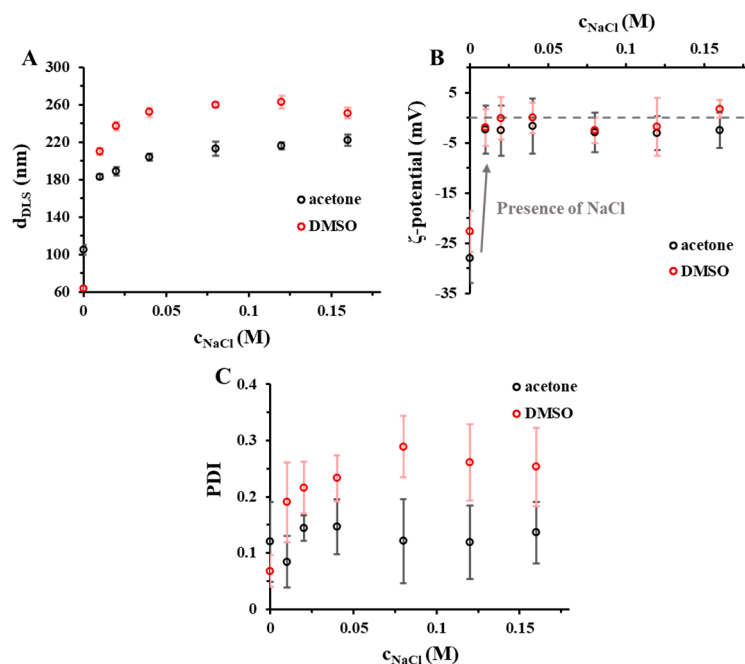 A
d_DLS (nm)
300
260
220
180
140
100
60
0
0.05
0.1
0.15
c_NaCl (M)
acetone
DMSO
B
c_NaCl (M)
0
0.05
0.1
0.15
ζ-potential (mV)
5
-5
-15
-25
-35
Presence of NaCl
acetone
DMSO
C
PDI
0.4
0.3
0.2
0.1
0
0
0.05
0.1
0.15
c_NaCl (M)
acetone
DMSO